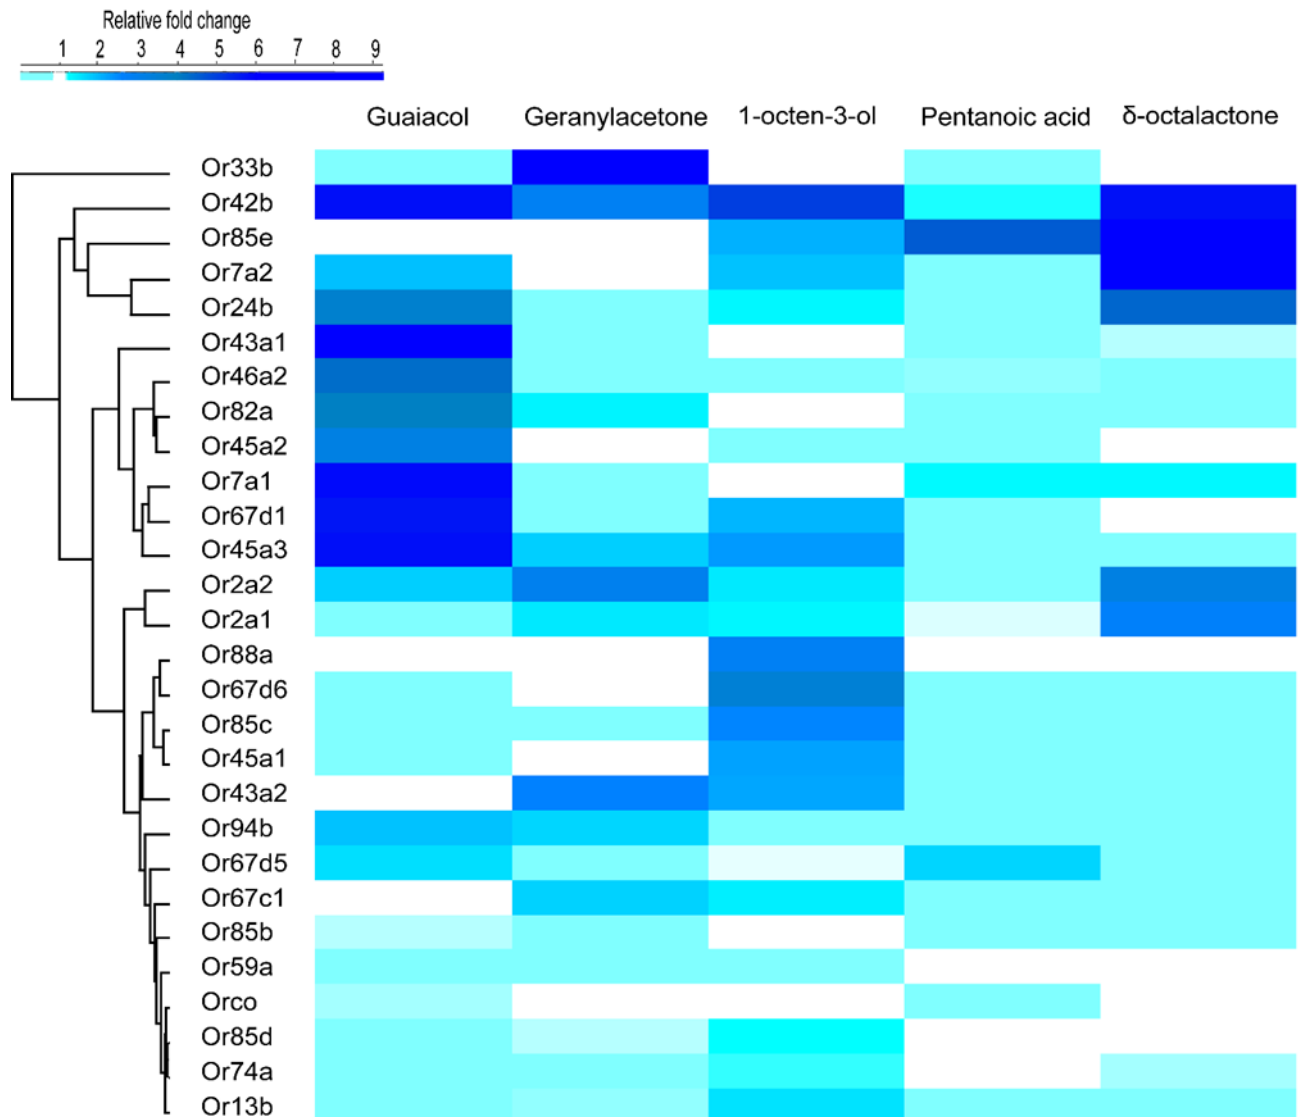 Relative fold change
1 2 3 4 5 6 7 8 9
Guaiacol Geranylacetone 1-octen-3-ol Pentanoic acid δ-octalactone
Or33b
Or42b
Or85e
Or7a2
Or24b
Or43a1
Or46a2
Or82a
Or45a2
Or7a1
Or67d1
Or45a3
Or2a2
Or2a1
Or88a
Or67d6
Or85c
Or45a1
Or43a2
Or94b
Or67d5
Or67c1
Or85b
Or59a
Orco
Or85d
Or74a
Or13b